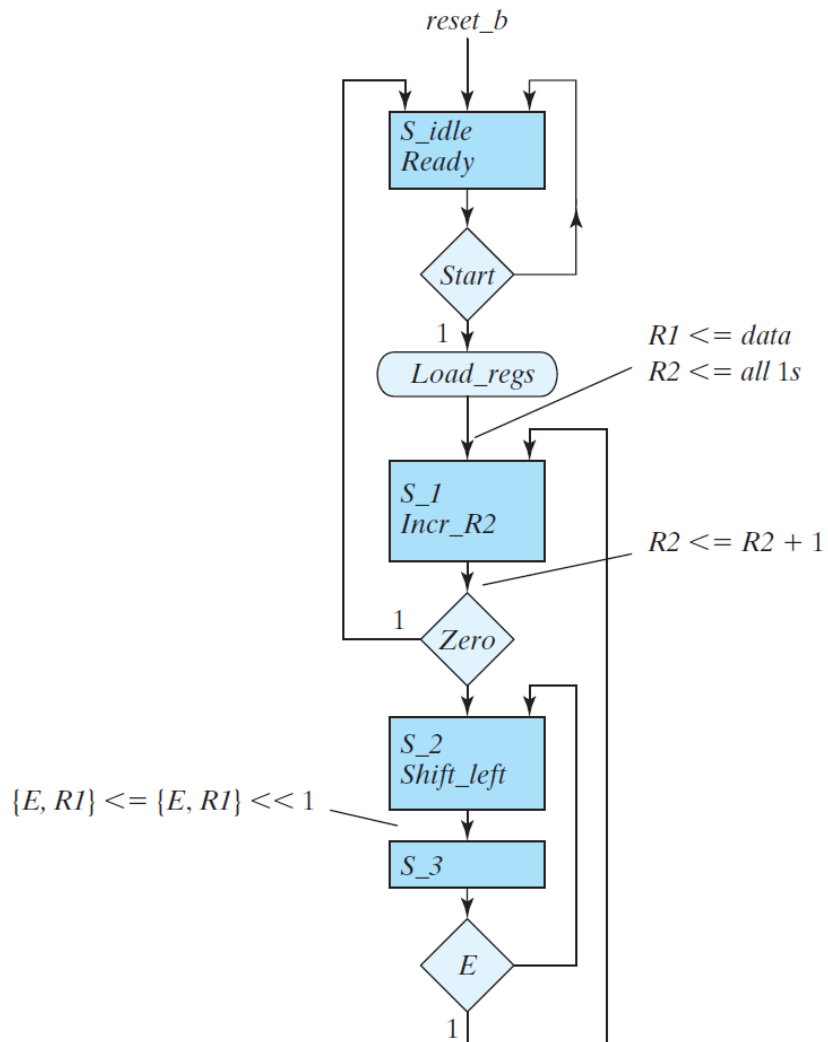 reset_b
S_idle
Ready
Start
1
Load_regs
R1 <= data
R2 <= all 1s
S_1
Incr_R2
R2 <= R2 + 1
1
Zero
S_2
Shift_left
{E, R1} <= {E, R1} << 1
S_3
E
1